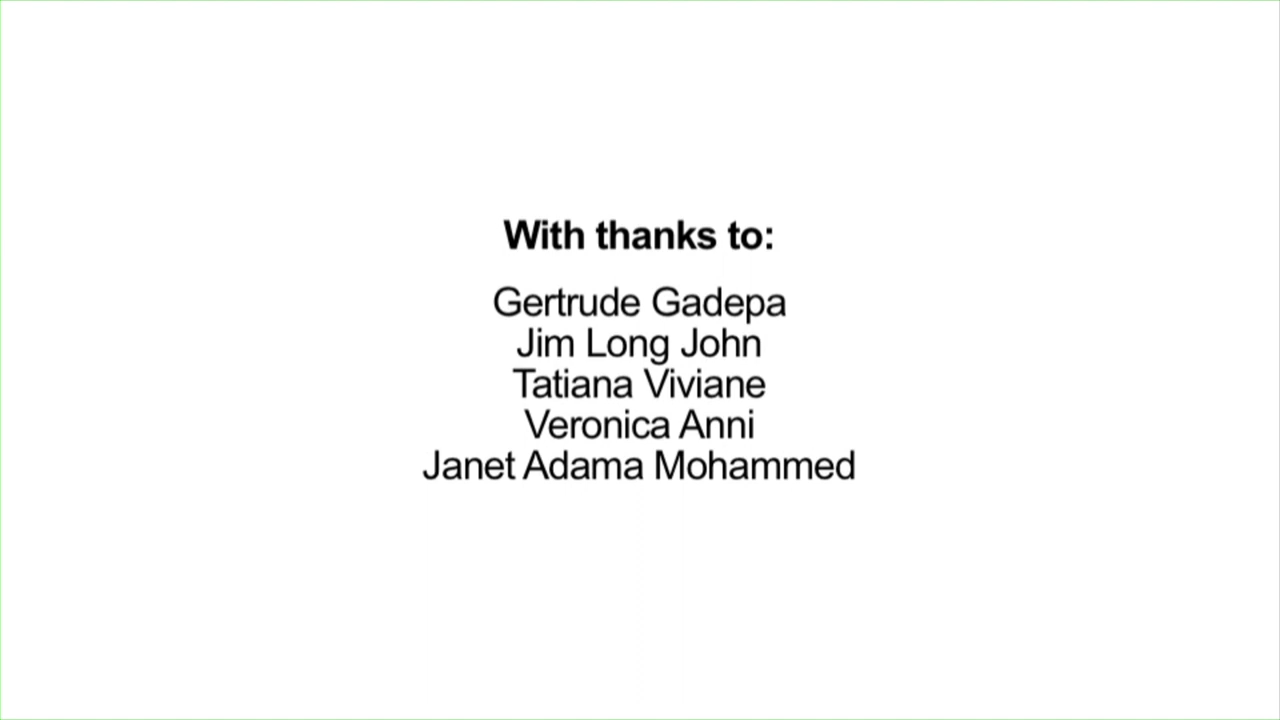 With thanks to:
Gertrude Gadepa
Jim Long John
Tatiana Viviane
Veronica Anni
Janet Adama Mohammed